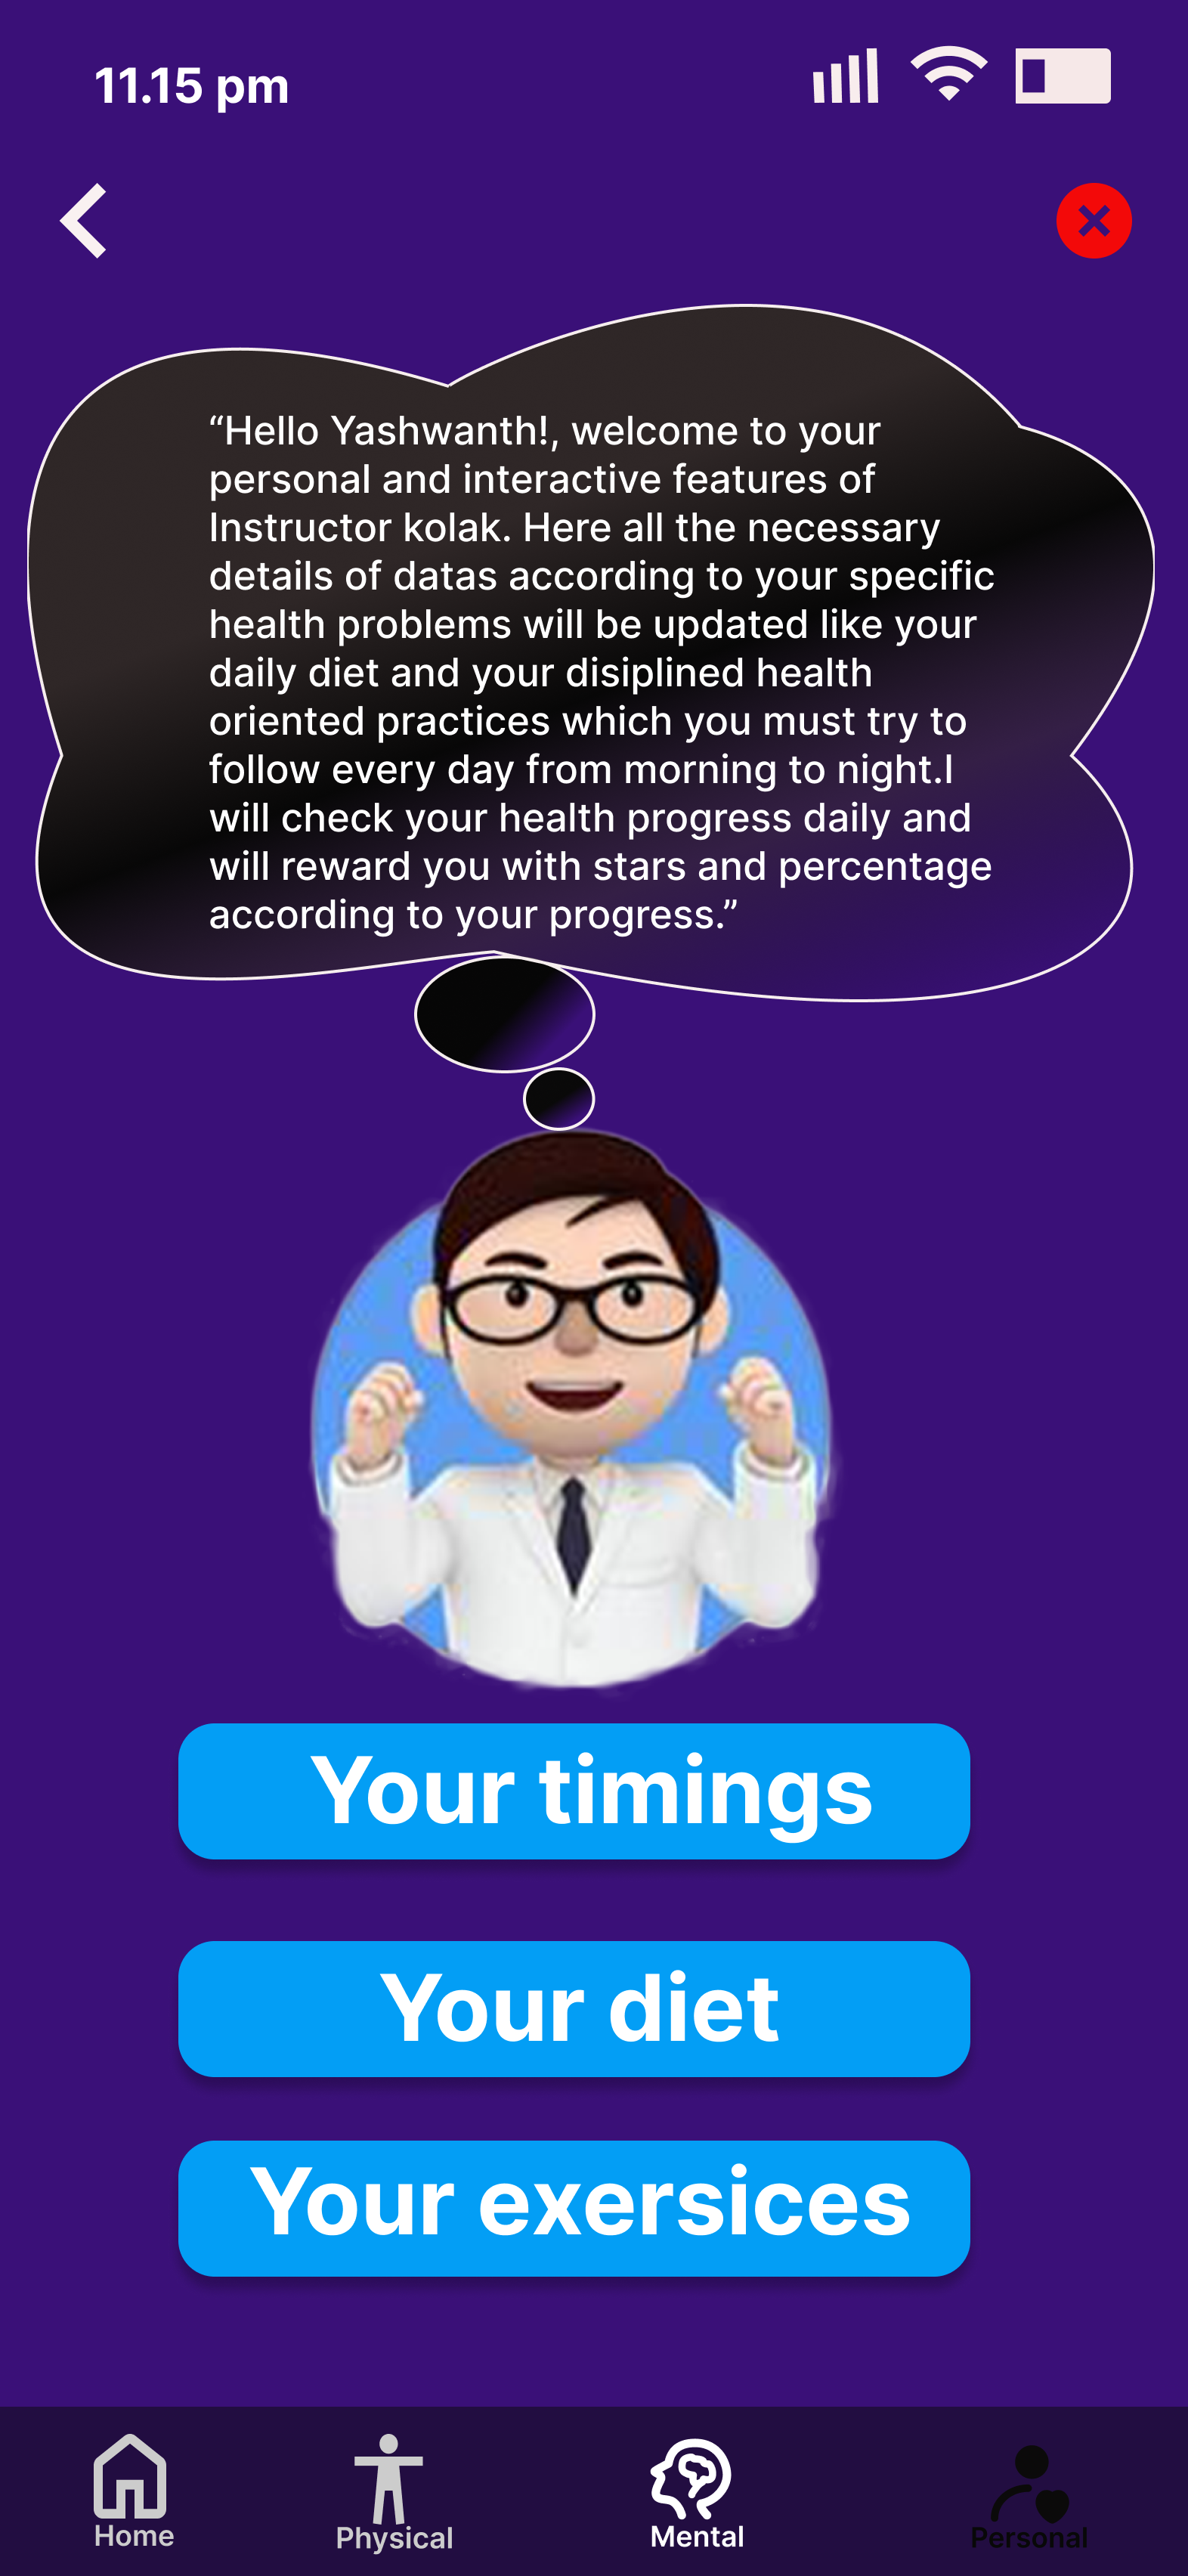 11.15 pm
“Hello Yashwanth!, welcome to your
personal and interactive features of
Instructor kolak. Here all the necessary
details of datas according to your specific
health problems will be updated like your
daily diet and your disiplined health
oriented practices which you must try to
follow every day from morning to night.I
will check your health progress daily and
will reward you with stars and percentage
according to your progress.”
Your timings
Your diet
Your exersices
Home
Physical
Mental
Personal